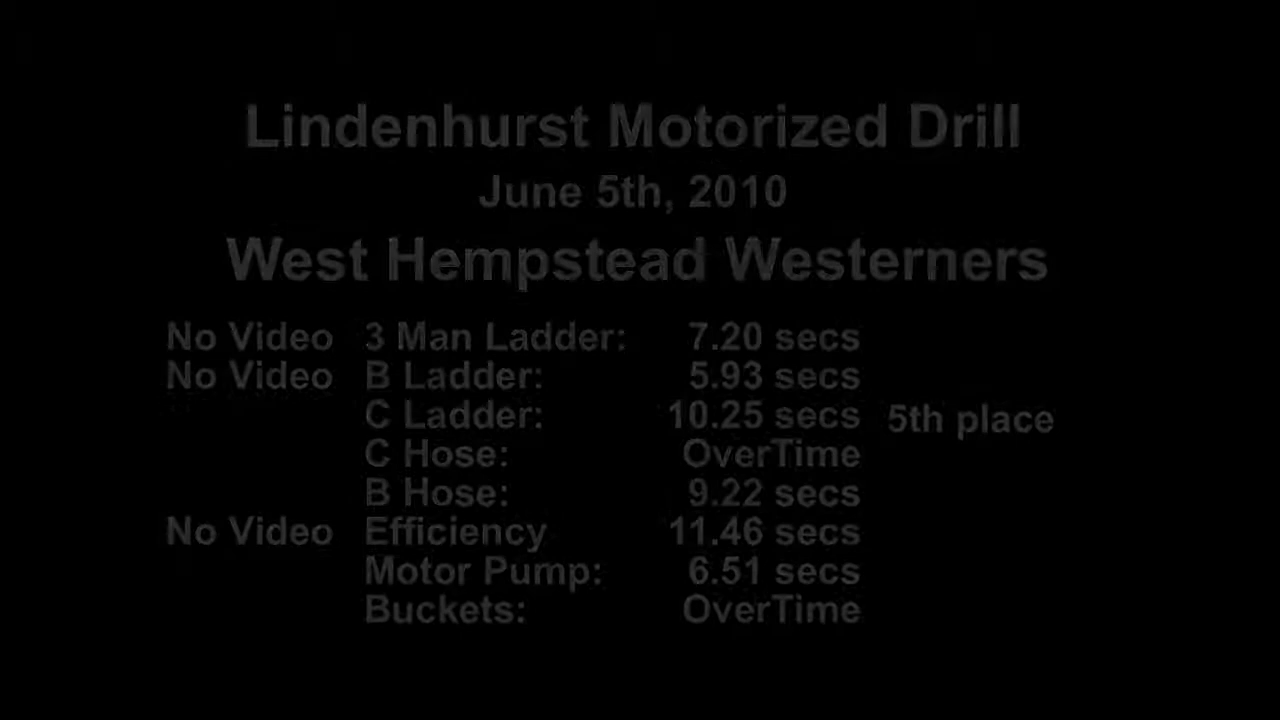 Lindenhurst Motorized Drill
June 5th, 2010
West Hempstead Westerners
No Video 3 Man Ladder: 7.20 secs
No Video B Ladder: 5.93 secs
C Ladder: 10.25 secs 5th place
C Hose: OverTime
B Hose: 9.22 secs
No Video Efficiency 11.46 secs
Motor Pump: 6.51 secs
Buckets: OverTime